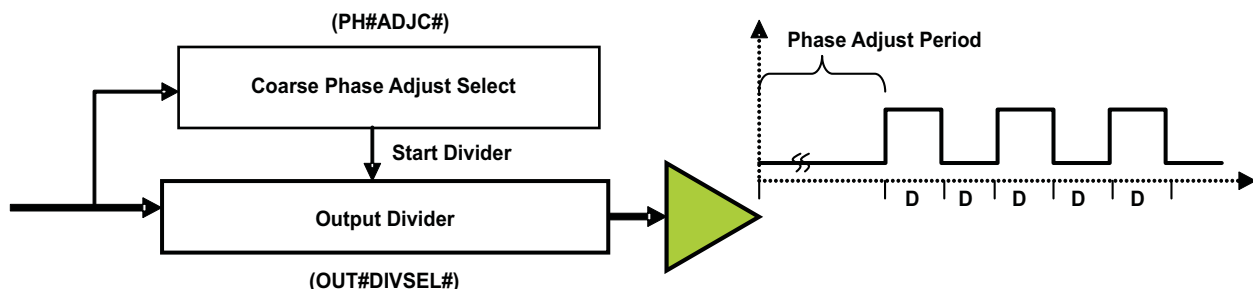 (PH#ADJC#)
Coarse Phase Adjust Select
Start Divider
Output Divider
(OUT#DIVSEL#)
Phase Adjust Period
D D D D D